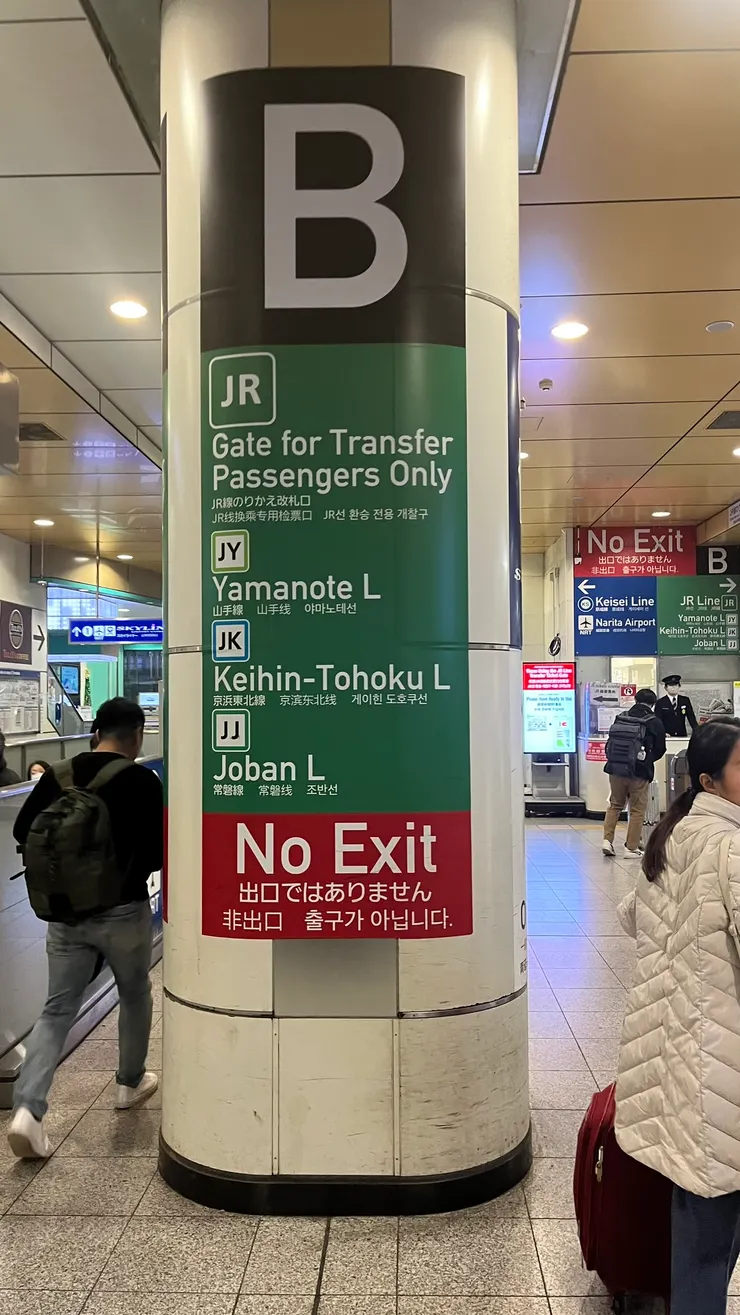 B
JR
Gate for Transfer
Passengers Only
JR線のりかえ改札口
JR线换乘专用检票口 JR선 환승 전용 개찰구
JY
Yamanote L
山手線 山手线 야마노테선
JK
Keihin-Tohoku L
京浜東北線 京滨东北线 게이힌 도호쿠선
JJ
Joban L
常磐線 常磐线 조반선
No Exit
出口ではありません
非出口 출구가 아닙니다.
SKYLIN
No Exit
出口ではありません
非出口 출구가 아닙니다.
B
Keisei Line
NRT
Narita Airport
JR Line JR
Yamanote L JY
Keihin-Tohoku L JK
Joban L JJ